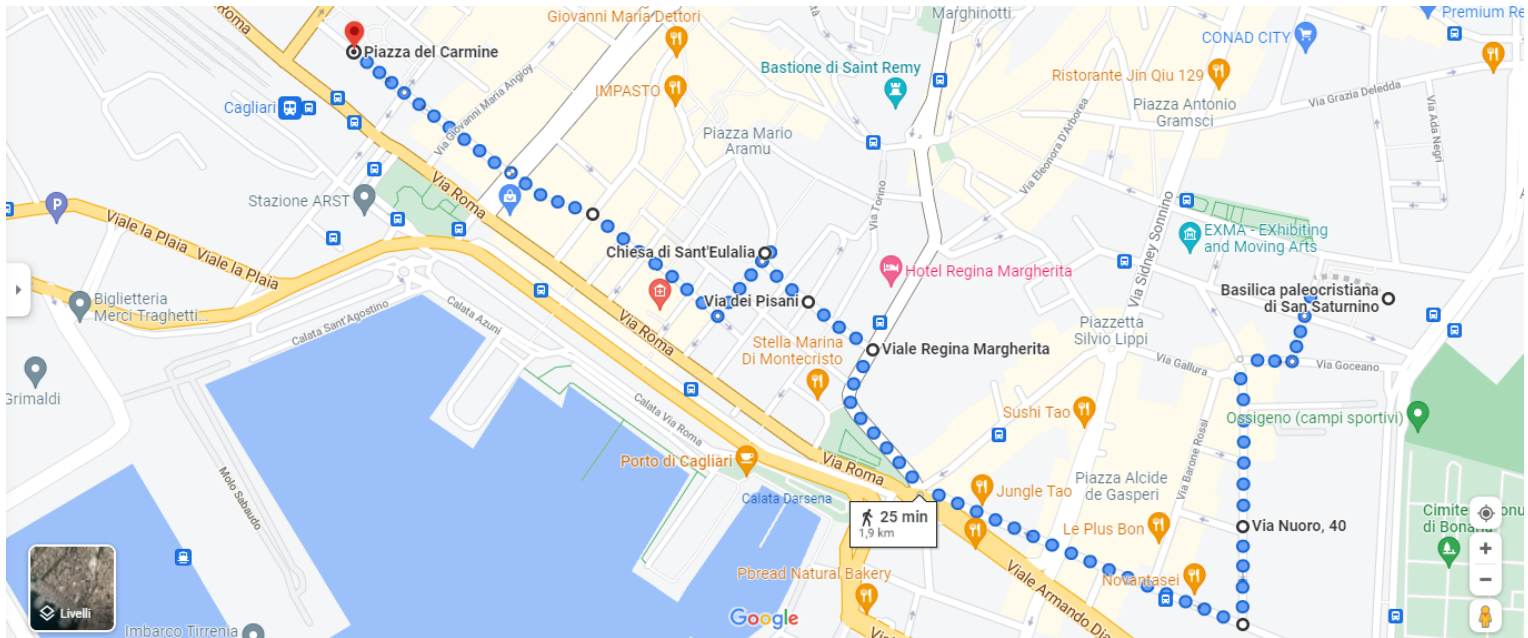 Giovanni Maria Dettori
Marghinotti
Premium Re
Piazza del Carmine
CONAD CITY
Bastione di Saint Remy
Ristorante Jin Qiu 129
IMPASTO
Via Grazia Deledda
Cagliari
Via Giovanni Maria Angioy
Piazza Antonio
Gramsci
Via Ada Negri
Piazza Mario
Aramu
Via Eleonora D'Arborea
Via Roma
Stazione ARST
Via Torino
Via Sidney Sonnino
Viale la Plaia
Viale la Plaia
EXMA - EXhibiting
and Moving Arts
Chiesa di Sant'Eulalia
Hotel Regina Margherita
Basilica paleocristiana
di San Saturnino
Biglietteria
Merci Traghetti...
Calata Sant'Agostino
Calata Azuni
Via dei Pisani
Via Roma
Piazzetta
Silvio Lippi
Stella Marina
Di Montecristo
Viale Regina Margherita
Via Gallura
Via Goceano
Grimaldi
Calata Via Roma
Sushi Tao
Ossigeno (campi sportivi)
Via Barone Rossi
Porto di Cagliari
Via Roma
Molo Sabaudo
Calata Darsena
Jungle Tao
Piazza Alcide
de Gasperi
25 min
1,9 km
Le Plus Bon
Via Nuoro, 40
di Bonaria
Pbread Natural Bakery
Viale Armando Dia
Novantasei
Livelli
Google
Imbarco Tirrenia